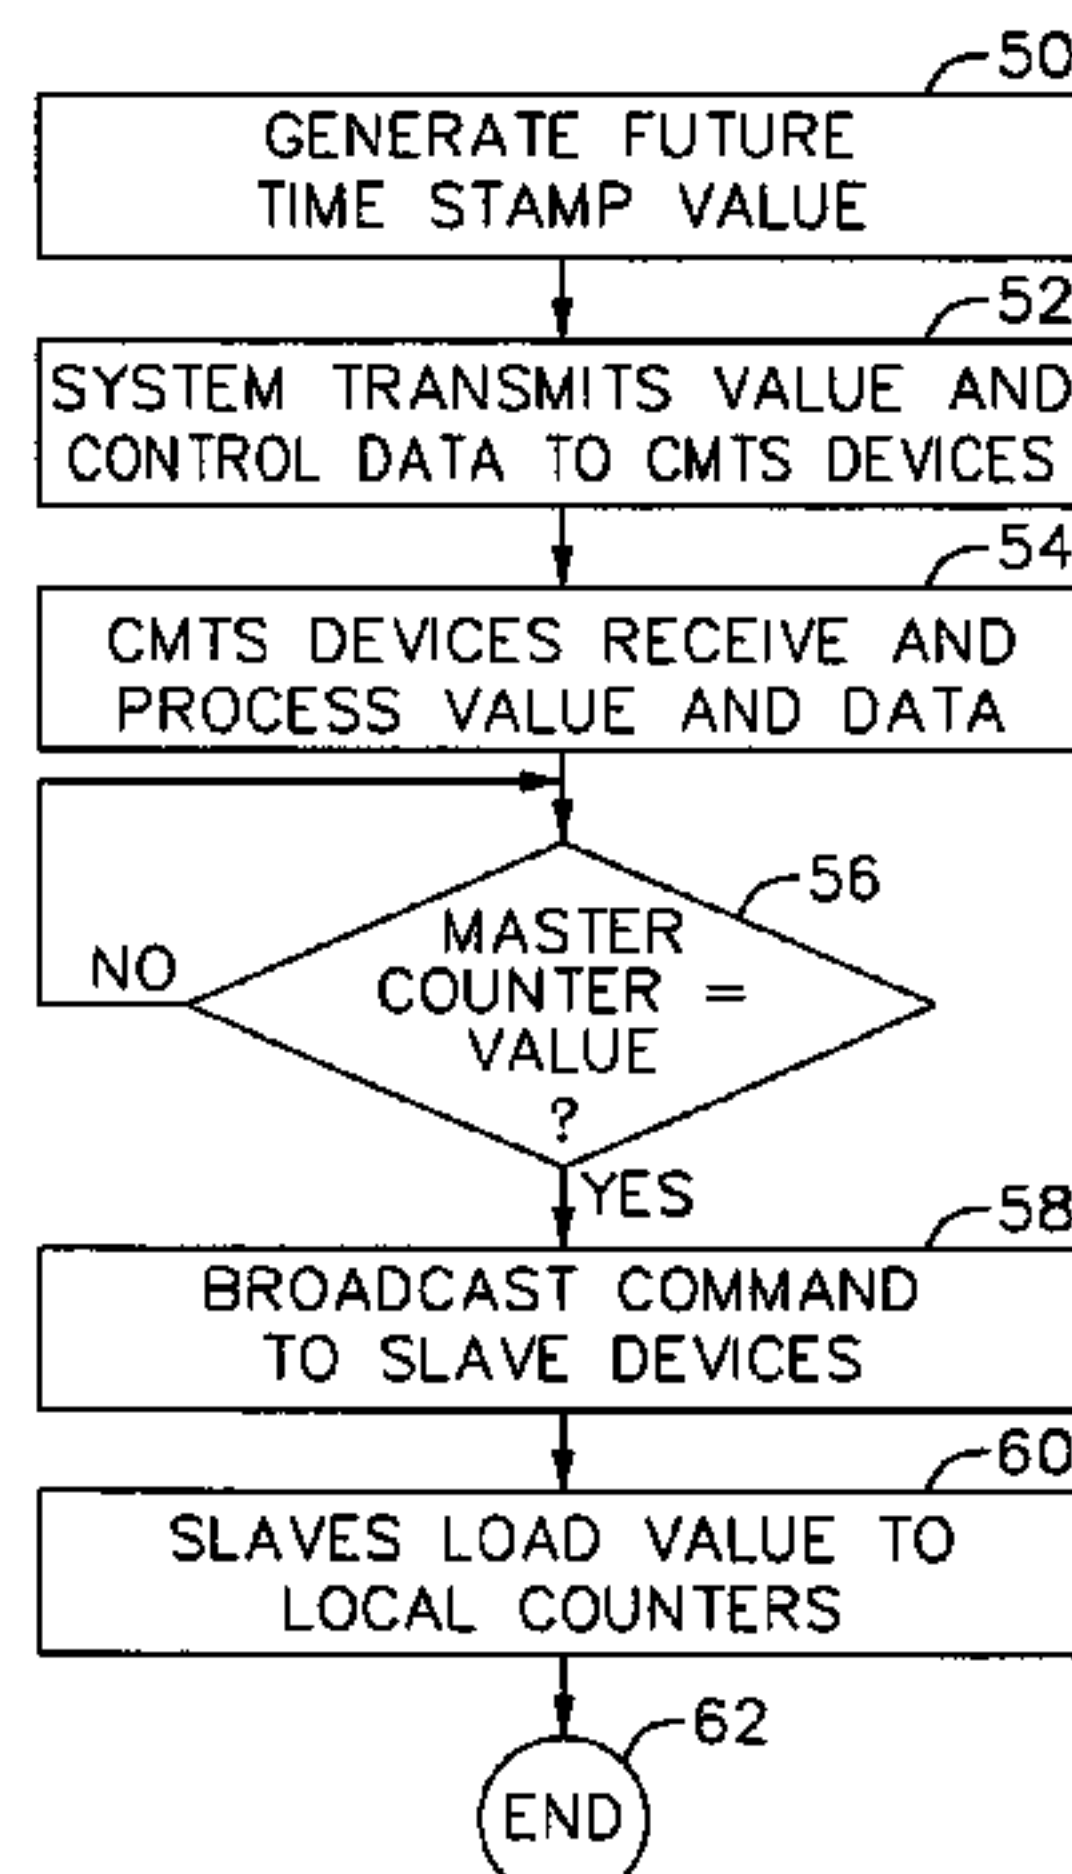 50
GENERATE FUTURE
TIME STAMP VALUE
52
SYSTEM TRANSMITS VALUE AND
CONTROL DATA TO CMTS DEVICES
54
CMTS DEVICES RECEIVE AND
PROCESS VALUE AND DATA
56
MASTER
COUNTER =
VALUE
?
NO
YES
58
BROADCAST COMMAND
TO SLAVE DEVICES
60
SLAVES LOAD VALUE TO
LOCAL COUNTERS
62
END